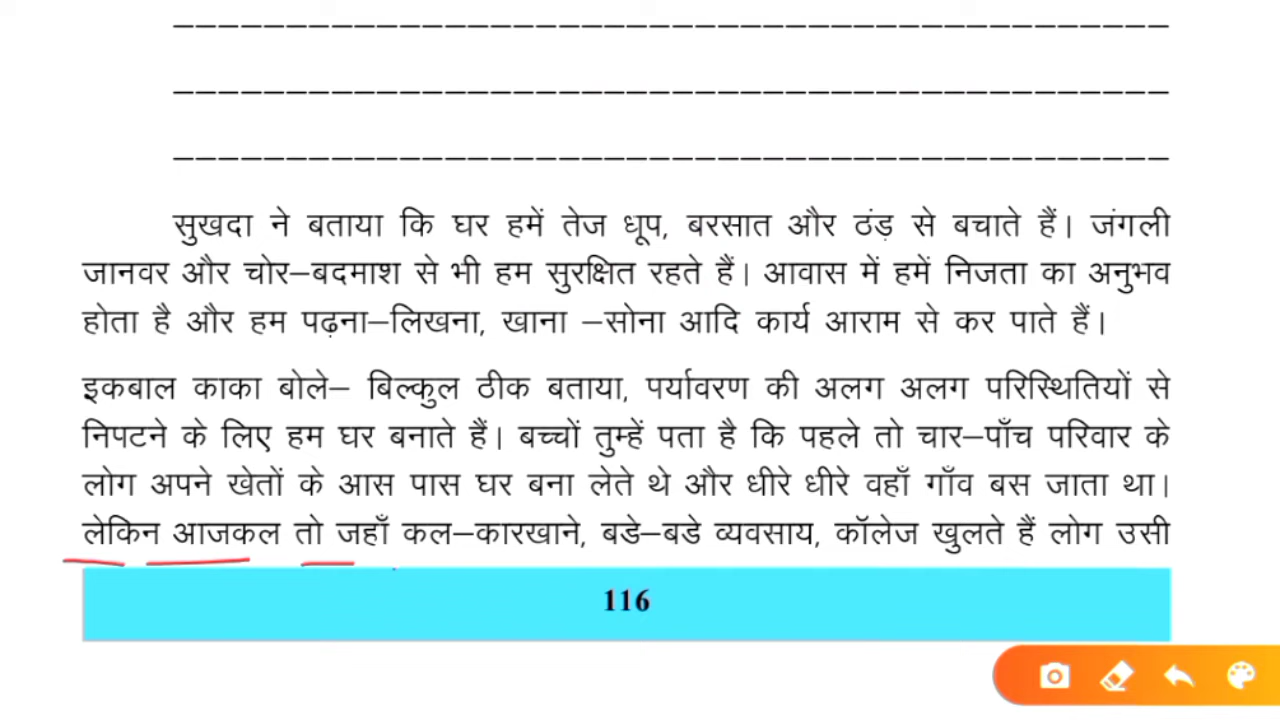 सुखदा ने बताया कि घर हमें तेज धूप, बरसात और ठंड़ से बचाते हैं। जंगली
जानवर और चोर–बदमाश से भी हम सुरक्षित रहते हैं। आवास में हमें निजता का अनुभव
होता है और हम पढ़ना–लिखना, खाना –सोना आदि कार्य आराम से कर पाते हैं।
इकबाल काका बोले– बिल्कुल ठीक बताया, पर्यावरण की अलग अलग परिस्थितियों से
निपटने के लिए हम घर बनाते हैं। बच्चों तुम्हें पता है कि पहले तो चार–पाँच परिवार के
लोग अपने खेतों के आस पास घर बना लेते थे और धीरे धीरे वहाँ गाँव बस जाता था।
लेकिन आजकल तो जहाँ कल–कारखाने, बडे–बडे व्यवसाय, कॉलेज खुलते हैं लोग उसी
116